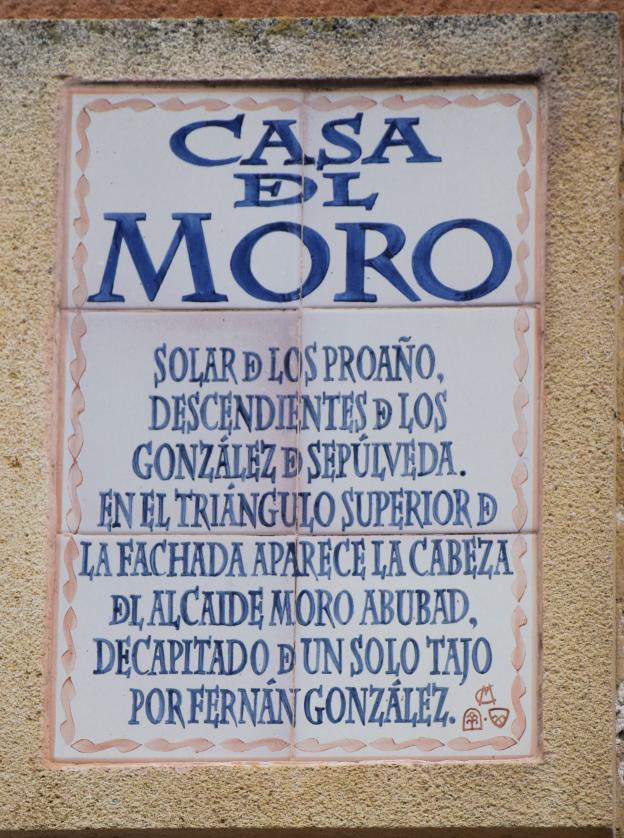 CASA
DEL
MORO
SOLAR DE LOS PROAÑO,
DESCENDIENTES DE LOS
GONZÁLEZ DE SEPÚLVEDA.
EN EL TRIÁNGULO SUPERIOR DE
LA FACHADA APARECE LA CABEZA
DEL ALCAIDE MORO ABUBAD,
DECAPITADO DE UN SOLO TAJO
POR FERNÁN GONZÁLEZ.